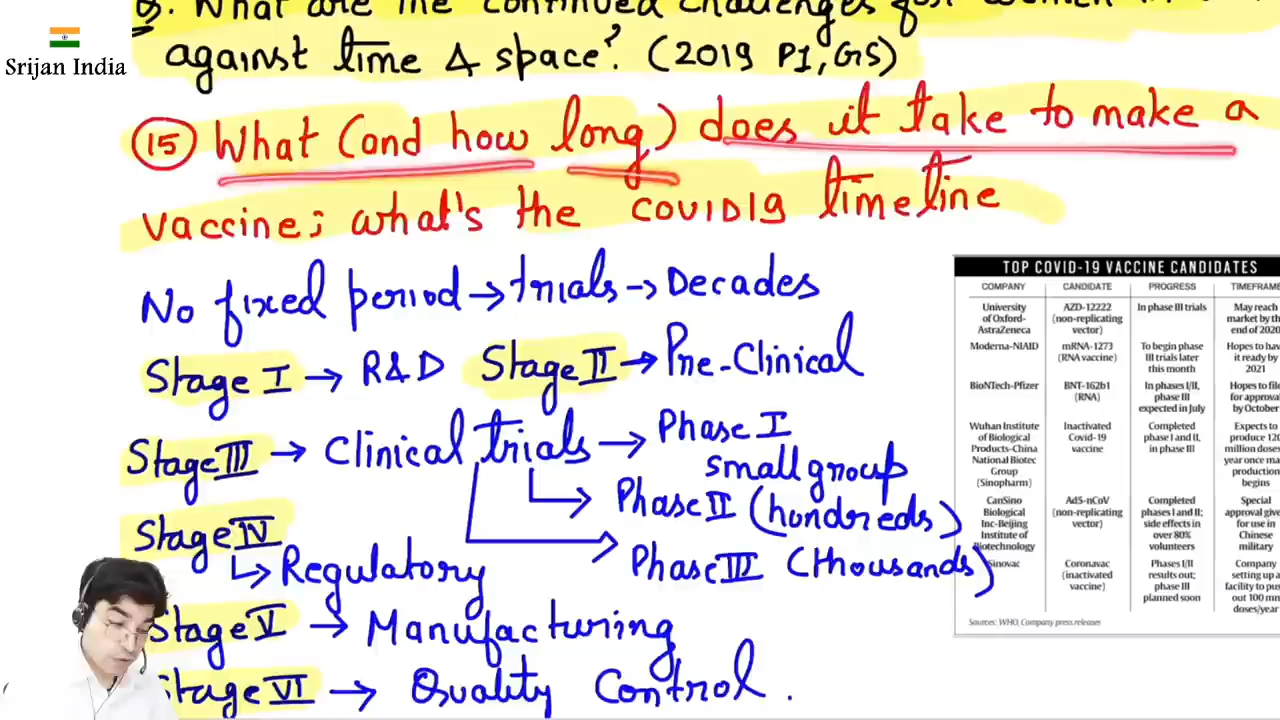 Q. What are the continued challenges for women in
against time & space? (2019 PI, GS)
Srijan India
(15) What (and how long) does it take to make a
vaccine; what's the COVID19 timeline
No fixed period → trials → Decades
Stage I → R&D Stage II → Pre-Clinical
Stage III → Clinical trials → Phase I
small group
Phase II (hundreds)
Phase III (thousands)
Stage IV
Regulatory
Stage V → Manufacturing
Stage VI → Quality Control.
TOP COVID-19 VACCINE CANDIDATES
COMPANY CANDIDATE PROGRESS TIMEFRAME
University of Oxford-AstraZeneca AZD-12222 (non-replicating vector) In phase III trials May reach market by the end of 2020
Moderna-NIAID mRNA-1273 (RNA vaccine) To begin phase III trials later this month Hopes to have it ready by 2021
BioNTech-Pfizer BNT-162b1 (RNA) In phases I/II, phase III expected in July Hopes to file for approval by October
Wuhan Institute of Biological Products-China National Biotec Group (Sinopharm) Inactivated Covid-19 vaccine Completed phase I and II, in phase III Expects to produce 120 million doses year once production begins
CanSino Biological Inc-Beijing Institute of Biotechnology Ad5-nCoV (non-replicating vector) Completed phases I and II; side effects in over 80% volunteers Special approval given for use in Chinese military
Sinovac Coronavac (inactivated vaccine) Phases I/II results out; phase III planned soon Company setting up a facility to out 100 mn doses/year
Sources: WHO, Company press releases